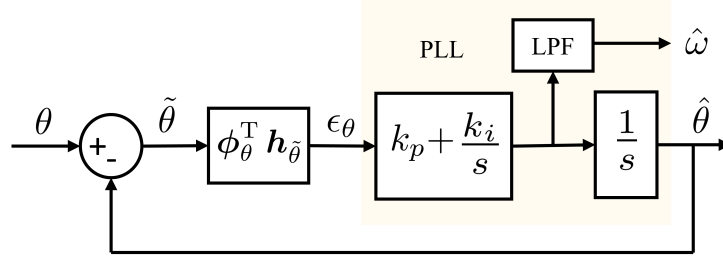 PLL
LPF
ω̂
θ
+
-
θ̃
ϕ_θ^T h_θ̃
ϵ_θ
k_p + k_i/s
1/s
θ̂